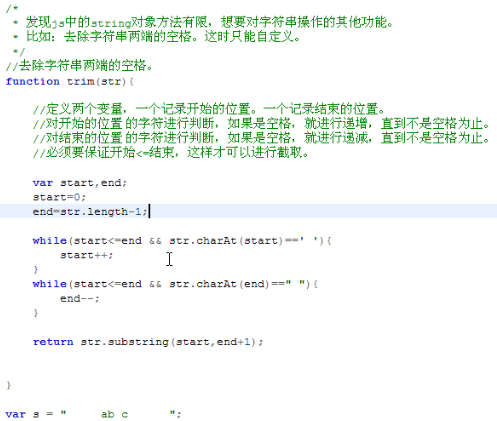 /*
 * 发现js中的string对象方法有限，想要对字符串操作的其他功能。
 * 比如：去除字符串两端的空格。这时只能自定义。
 */
//去除字符串两端的空格。
function trim(str){
//定义两个变量，一个记录开始的位置。一个记录结束的位置。
//对开始的位置的字符进行判断，如果是空格，就进行递增，直到不是空格为止。
//对结束的位置的字符进行判断，如果是空格，就进行递减，直到不是空格为止。
//必须要保证开始<=结束，这样才可以进行截取。
var start,end;
start=0;
end=str.length-1;
while(start<=end && str.charAt(start)==' '){
start++;
}
while(start<=end && str.charAt(end)==" "){
end--;
}
return str.substring(start,end+1);
}
var s = "     ab c      ";